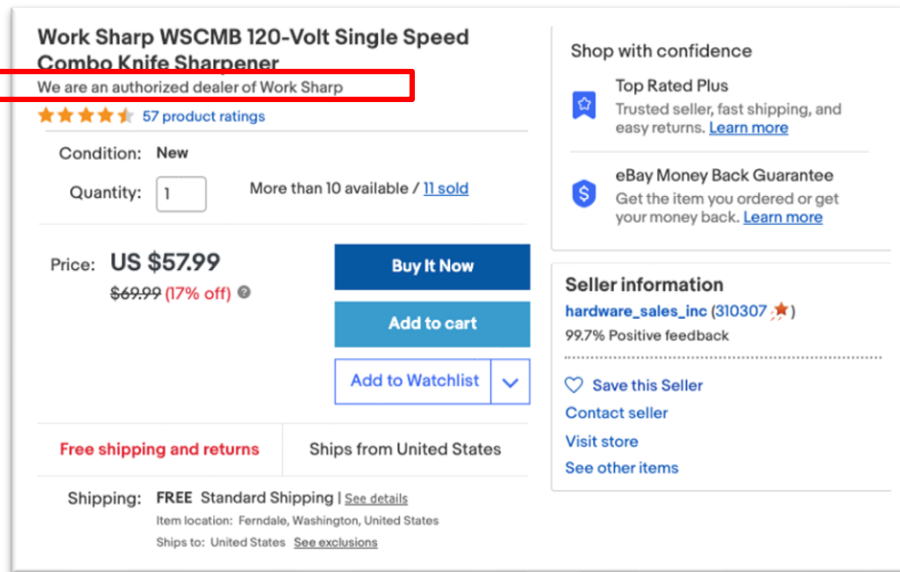 Work Sharp WSCMB 120-Volt Single Speed
Combo Knife Sharpener
We are an authorized dealer of Work Sharp
57 product ratings
Condition: New
Quantity: 1
More than 10 available / 11 sold
Price: US $57.99
$69.99 (17% off) ?
Buy It Now
Add to cart
Add to Watchlist
Free shipping and returns
Ships from United States
Shipping: FREE Standard Shipping | See details
Item location: Ferndale, Washington, United States
Ships to: United States See exclusions
Shop with confidence
Top Rated Plus
Trusted seller, fast shipping, and
easy returns. Learn more
$
eBay Money Back Guarantee
Get the item you ordered or get
your money back. Learn more
Seller information
hardware_sales_inc (310307)
99.7% Positive feedback
Save this Seller
Contact seller
Visit store
See other items